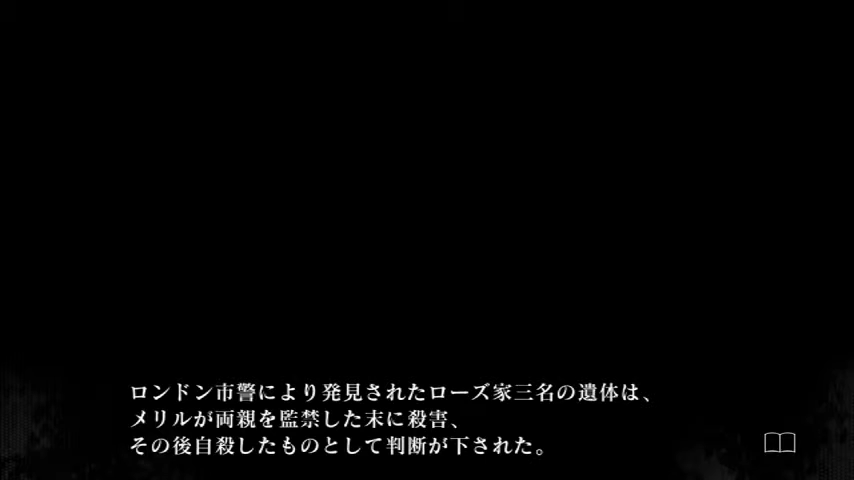 ロンドン市警により発見されたローズ家三名の遺体は、
メリルが両親を監禁した末に殺害、
その後自殺したものとして判断が下された。